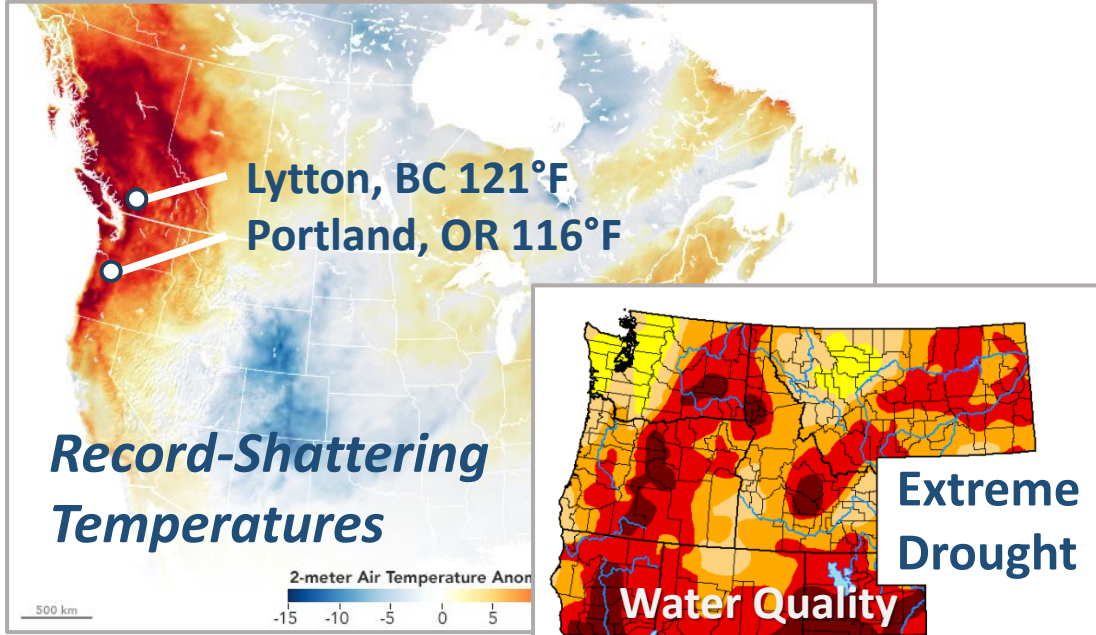 Lytton, BC 121°F
Portland, OR 116°F
Record-Shattering
Temperatures
2-meter Air Temperature Anom
500 km
-15 -10 -5 0 5
Extreme
Drought
Water Quality